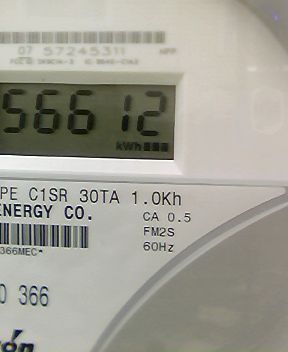 07 57245311
56612
kWh
PE C1SR 30TA 1.0Kh
ENERGY CO. CA 0.5
FM2S
60Hz
366MEC*
0 366
ron